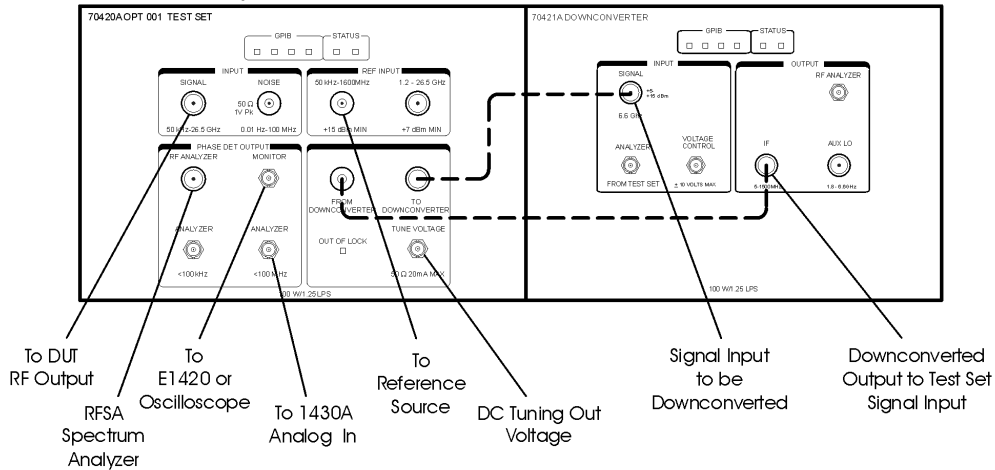 70420A OPT 001 TEST SET
GPIB
STATUS
INPUT
SIGNAL
NOISE
50 Ω
1V Pk
50 kHz-26.5 GHz
0.01 Hz-100 MHz
REF INPUT
50 kHz-1600MHz
1.2 - 26.5 GHz
+15 dBm MIN
+7 dBm MIN
PHASE DET OUTPUT
RF ANALYZER
MONITOR
ANALYZER
ANALYZER
<100kHz
<100 MHz
FROM
DOWNCONVERTER
TO
DOWNCONVERTER
OUT OF LOCK
TUNE VOLTAGE
50 Ω 20mA MAX
100 W/1.25 LPS
70421A DOWNCONVERTER
GPIB
STATUS
INPUT
SIGNAL
+15 dBm
6.6 GHz
ANALYZER
FROM TEST SET
VOLTAGE
CONTROL
± 10 VOLTS MAX
OUTPUT
RF ANALYZER
IF
AUX LO
5-1500MHz
100 W/1.25 LPS
To DUT
RF Output
RFSA
Spectrum
Analyzer
To
E1420 or
Oscilloscope
To 1430A
Analog In
To
Reference
Source
DC Tuning Out
Voltage
Signal Input
to be
Downconverted
Downconverted
Output to Test Set
Signal Input